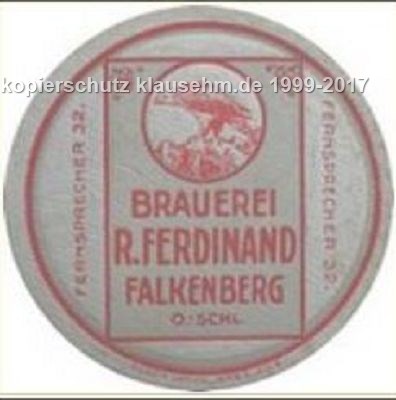 kopierschutz klausehm.de 1999-2017
FERNSPRECHER 32.
BRAUEREI
R.FERDINAND
FALKENBERG
O.-SCHL.
FERNSPRECHER 32.